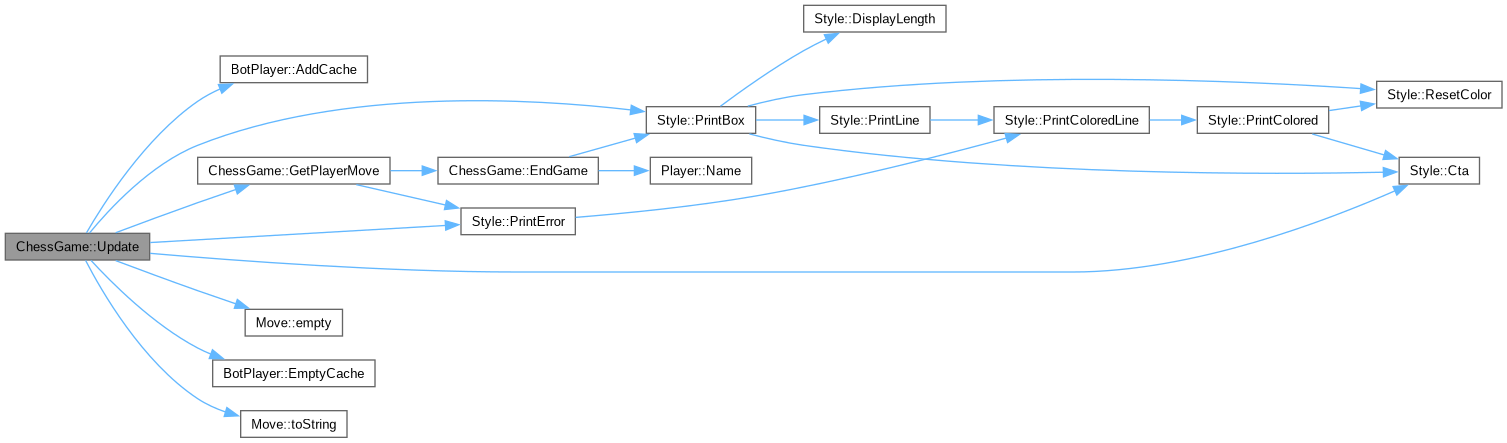 Style::DisplayLength
BotPlayer::AddCache
Style::ResetColor
Style::PrintBox
Style::PrintLine
Style::PrintColoredLine
Style::PrintColored
ChessGame::GetPlayerMove
ChessGame::EndGame
Player::Name
Style::Cta
Style::PrintError
ChessGame::Update
Move::empty
BotPlayer::EmptyCache
Move::toString